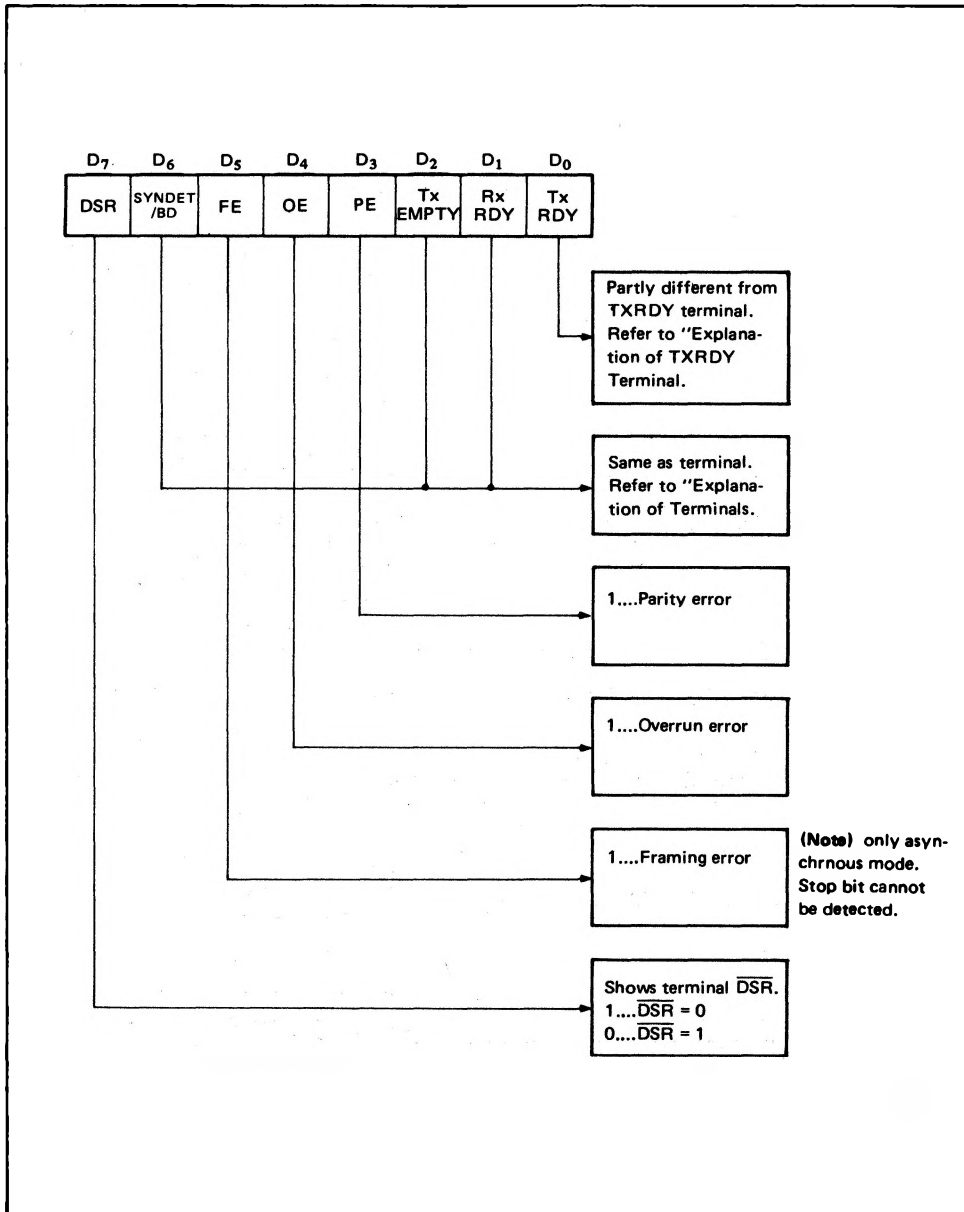 D7 D6 D5 D4 D3 D2 D1 D0
DSR SYNDET/BD FE OE PE Tx EMPTY Rx RDY Tx RDY
Partly different from
TXRDY terminal.
Refer to "Explana-
tion of TXRDY
Terminal.
Same as terminal.
Refer to "Explana-
tion of Terminals.
1....Parity error
1....Overrun error
1....Framing error
(Note) only asyn-
chrnous mode.
Stop bit cannot
be detected.
Shows terminal D̅S̅R̅.
1....D̅S̅R̅ = 0
0....D̅S̅R̅ = 1